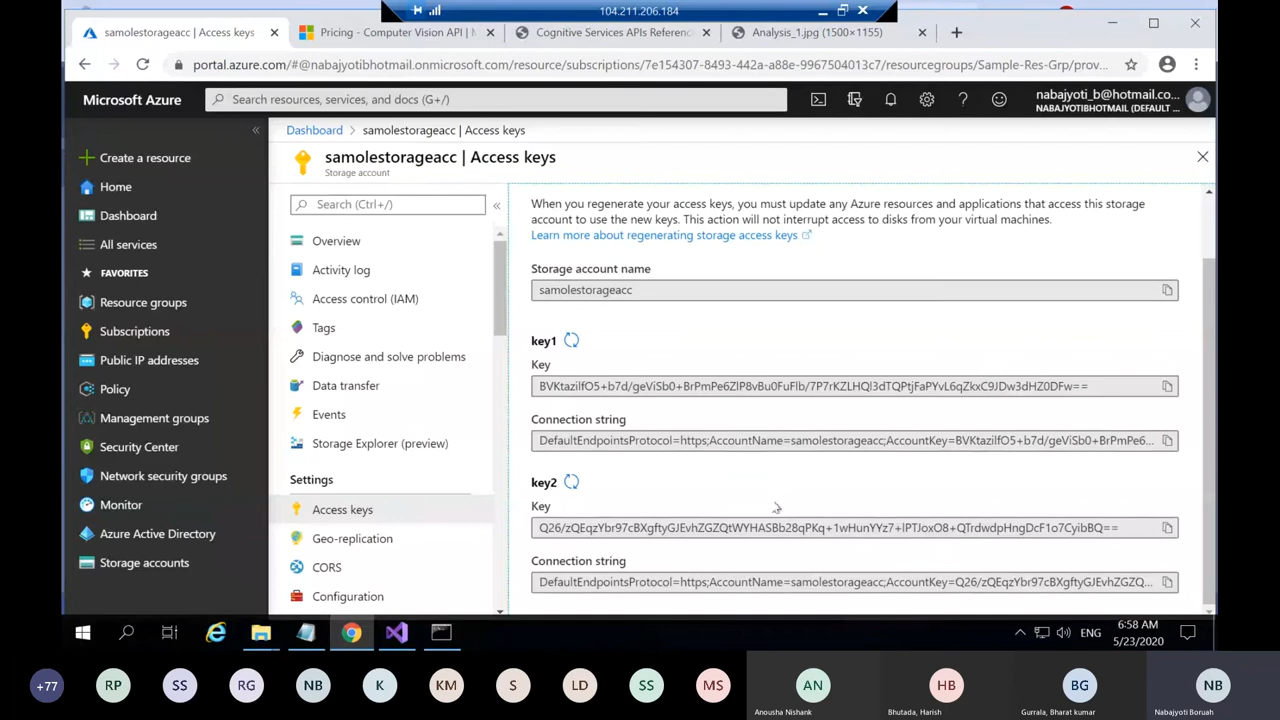 104.211.206.184
samolestorageacc | Access keys
Pricing - Computer Vision API | M
Cognitive Services APIs Referenc
Analysis_1.jpg (1500×1155)
portal.azure.com/#@nabajyotibhotmail.onmicrosoft.com/resource/subscriptions/7e154307-8493-442a-a88e-9967504013c7/resourcegroups/Sample-Res-Grp/prov...
Microsoft Azure
Search resources, services, and docs (G+/)
nabajyoti_b@hotmail.co...
NABAJYOTIBHOTMAIL (DEFAULT ...
Create a resource
Home
Dashboard
All services
FAVORITES
Resource groups
Subscriptions
Public IP addresses
Policy
Management groups
Security Center
Network security groups
Monitor
Azure Active Directory
Storage accounts
Dashboard > samolestorageacc | Access keys
samolestorageacc | Access keys
Storage account
Search (Ctrl+/)
Overview
Activity log
Access control (IAM)
Tags
Diagnose and solve problems
Data transfer
Events
Storage Explorer (preview)
Settings
Access keys
Geo-replication
CORS
Configuration
When you regenerate your access keys, you must update any Azure resources and applications that access this storage
account to use the new keys. This action will not interrupt access to disks from your virtual machines.
Learn more about regenerating storage access keys
Storage account name
samolestorageacc
key1
Key
Connection string
DefaultEndpointsProtocol=https;AccountName=samolestorageacc;AccountKey=
key2
Key
Connection string
DefaultEndpointsProtocol=https;AccountName=samolestorageacc;AccountKey=
ENG
6:58 AM
5/23/2020
+77
RP
SS
RG
NB
K
KM
S
LD
SS
MS
AN
Anousha Nishank
HB
Bhutada, Harish
BG
Gurrala, Bharat kumar
NB
Nabajyoti Boruah